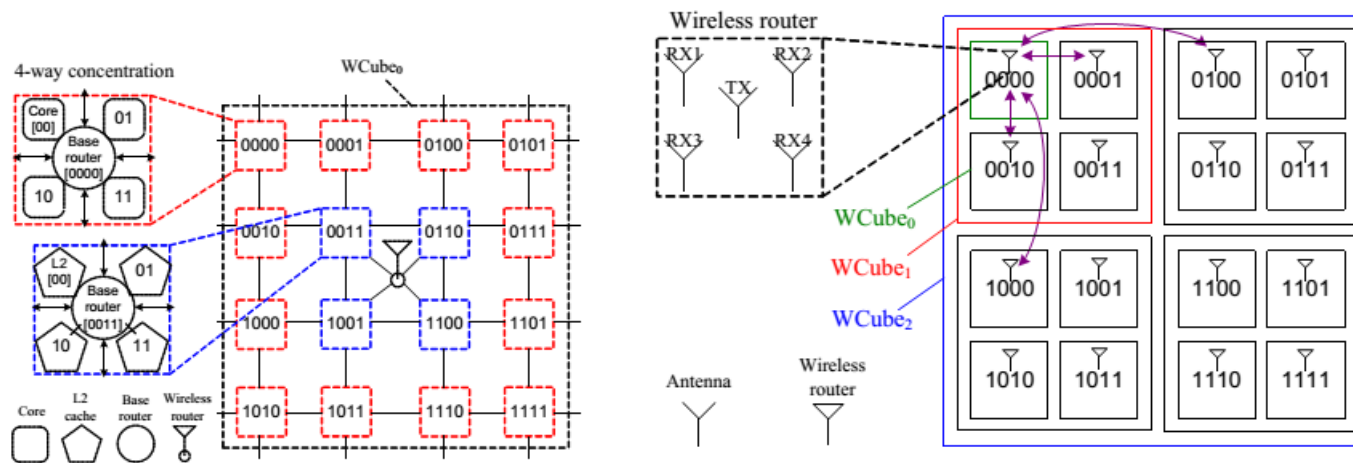 4-way concentration
Core
[00]
01
Base
router
[0000]
10
11
L2
[00]
01
Base
router
[0011]
10
11
Core
L2
cache
Base
router
Wireless
router
WCube0
0000 0001 0100 0101
0010 0011 0110 0111
1000 1001 1100 1101
1010 1011 1110 1111
Wireless router
RX1 RX2
TX
RX3 RX4
Antenna
Wireless
router
WCube0
WCube1
WCube2
0000 0001 0100 0101
0010 0011 0110 0111
1000 1001 1100 1101
1010 1011 1110 1111